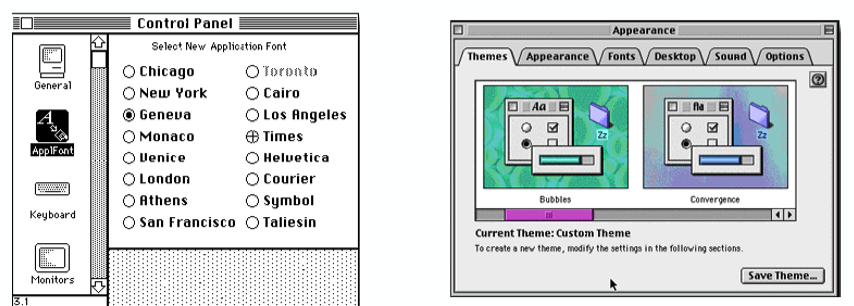 Control Panel
Select New Application Font
General
ApplFont
Keyboard
Monitors
3.1
Chicago
Toronto
New York
Cairo
Geneva
Los Angeles
Monaco
Times
Venice
Helvetica
London
Courier
Athens
Symbol
San Francisco
Taliesin
Appearance
Themes
Appearance
Fonts
Desktop
Sound
Options
?
Aa
Zz
Aa
Zz
Bubbles
Convergence
Current Theme: Custom Theme
To create a new theme, modify the settings in the following sections.
Save Theme...